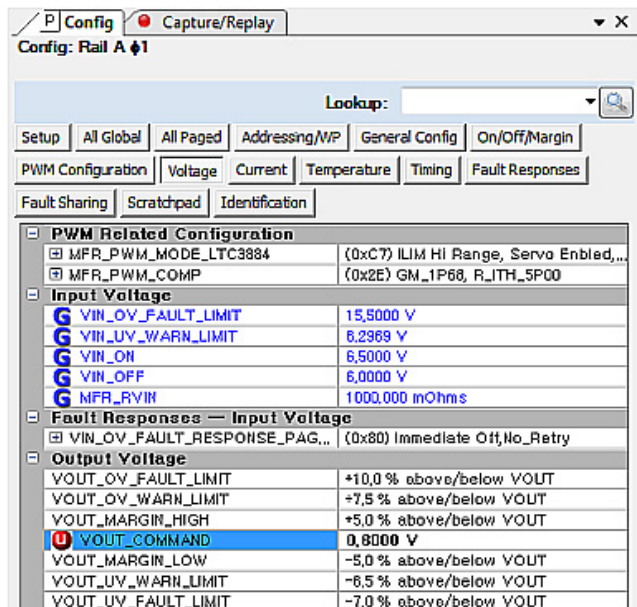 P Config Capture/Replay
Config: Rail A ϕ1
Lookup:
Setup All Global All Paged Addressing/WP General Config On/Off/Margin
PWM Configuration Voltage Current Temperature Timing Fault Responses
Fault Sharing Scratchpad Identification
PWM Related Configuration
MFR_PWM_MODE_LTC3884 (0xC7) ILIM Hi Range, Servo Enbled,...
MFR_PWM_COMP (0x2E) GM_1P68, R_ITH_5P00
Input Voltage
G VIN_OV_FAULT_LIMIT 15,5000 V
G VIN_UV_WARN_LIMIT 6,2969 V
G VIN_ON 6,5000 V
G VIN_OFF 6,0000 V
G MFR_RVIN 1000,000 mOhms
Fault Responses — Input Voltage
VIN_OV_FAULT_RESPONSE_PAG... (0x80) Immediate Off,No_Retry
Output Voltage
VOUT_OV_FAULT_LIMIT +10,0 % above/below VOUT
VOUT_OV_WARN_LIMIT +7,5 % above/below VOUT
VOUT_MARGIN_HIGH +5,0 % above/below VOUT
U VOUT_COMMAND 0,8000 V
VOUT_MARGIN_LOW -5,0 % above/below VOUT
VOUT_UV_WARN_LIMIT -6,5 % above/below VOUT
VOUT_UV_FAULT_LIMIT -7,0 % above/below VOUT